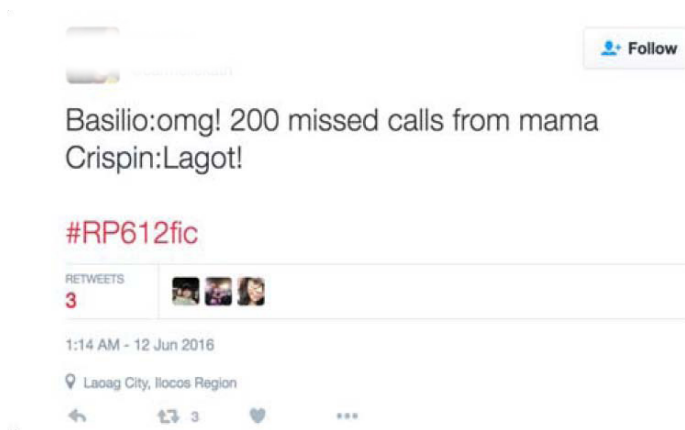 Follow
Basilio:omg! 200 missed calls from mama
Crispin:Lagot!
#RP612fic
RETWEETS
3
1:14 AM - 12 Jun 2016
Laoag City, Ilocos Region
3